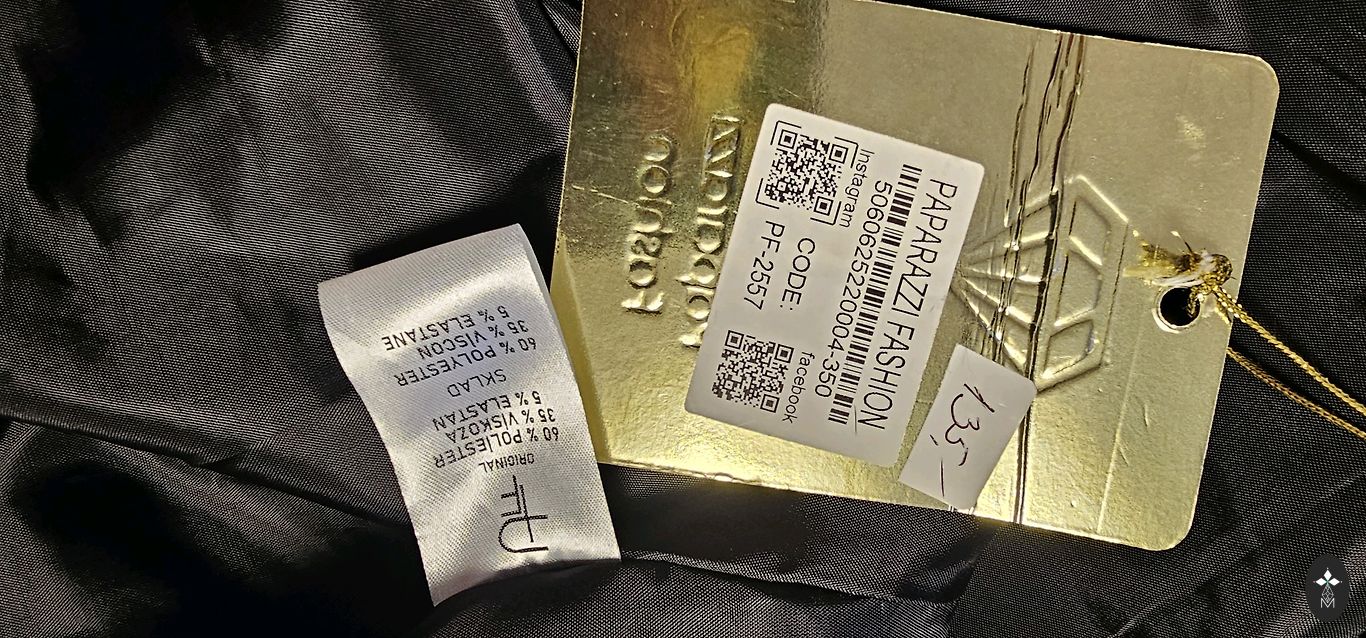 Paparazzi
Fashion
PAPARAZZI FASHION
5060625220004-350
Instagram
CODE:
PF-2557
facebook
135,-
ORIGINAL
60 % POLIESTER
35 % VISKOZA
5 % ELASTAN
SKLAD
60 % POLYESTER
35 % VISCON
5 % ELASTANE
M